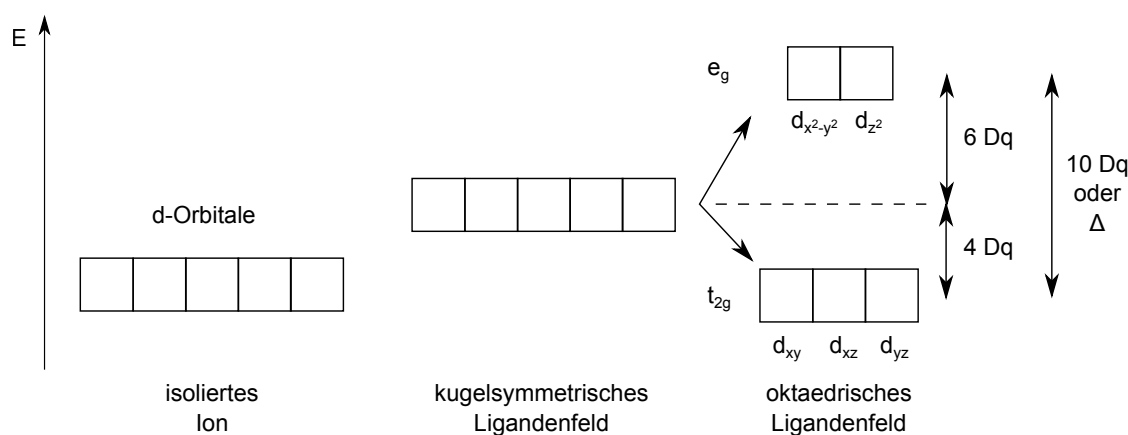 E
d-Orbitale
e_g
d_x²-y² d_z²
6 Dq
10 Dq
oder
Δ
4 Dq
t_2g
d_xy d_xz d_yz
isoliertes
Ion
kugelsymmetrisches
Ligandenfeld
oktaedrisches
Ligandenfeld